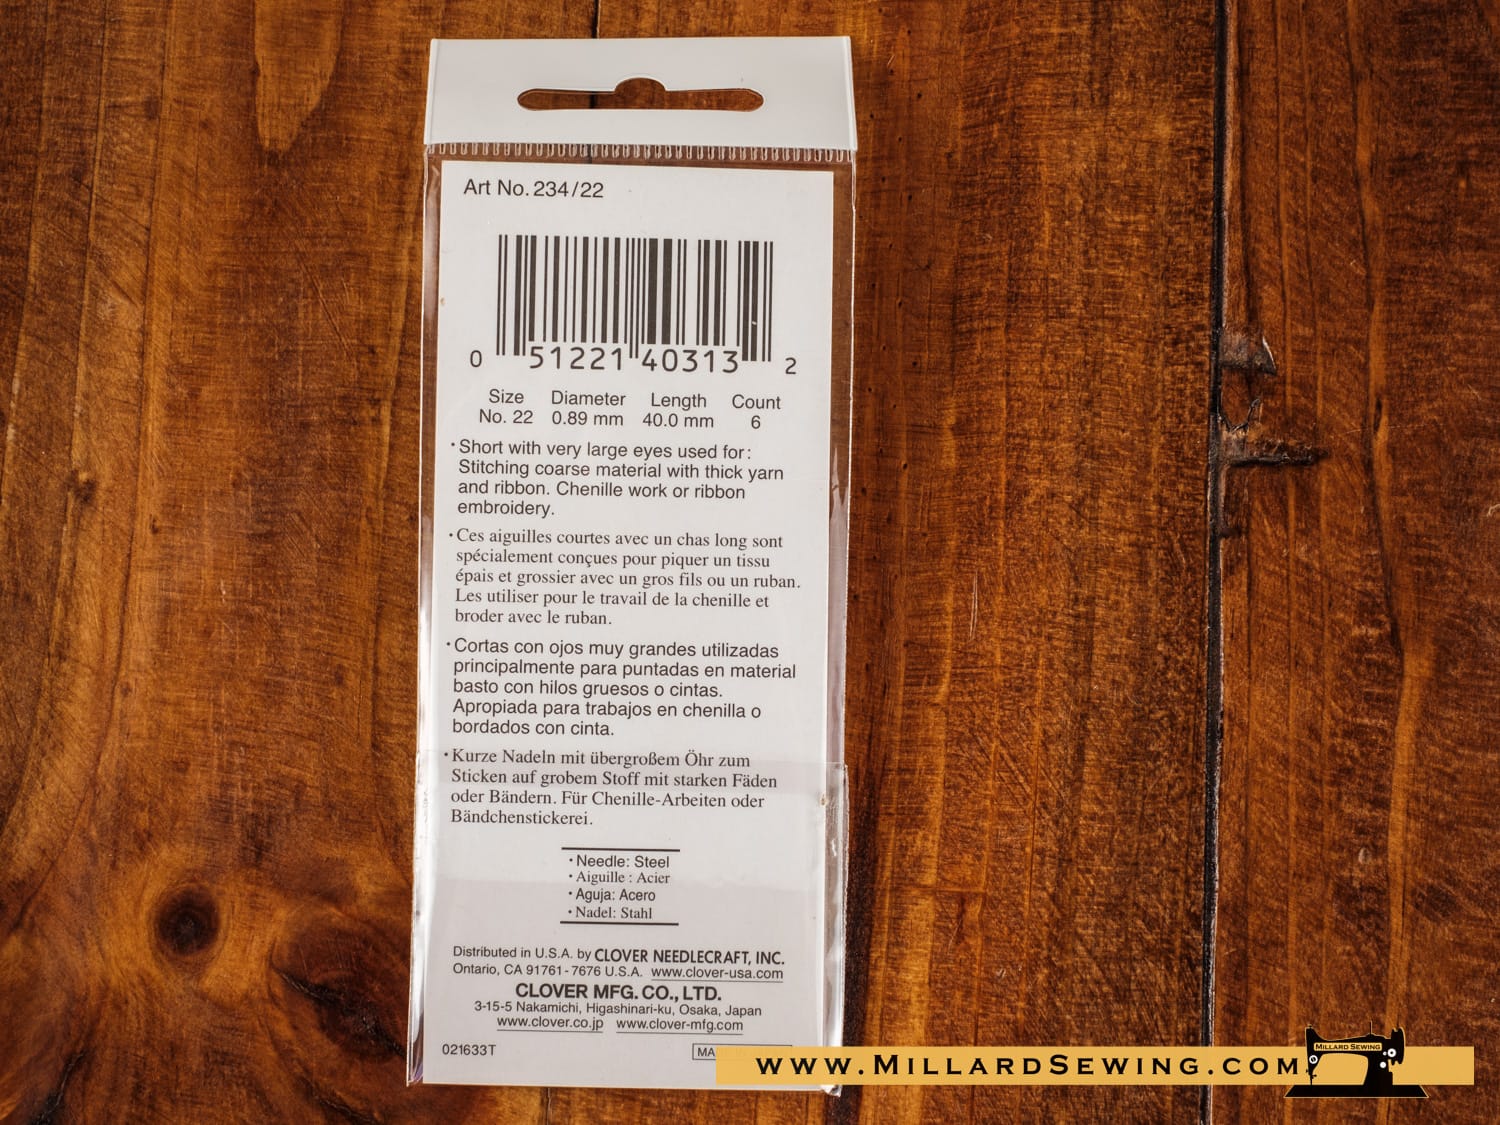 Art No. 234/22
0 51221 40313 2
Size Diameter Length Count
No. 22 0.89 mm 40.0 mm 6
·Short with very large eyes used for:
Stitching coarse material with thick yarn
and ribbon. Chenille work or ribbon
embroidery.
·Ces aiguilles courtes avec un chas long sont
spécialement conçues pour piquer un tissu
épais et grossier avec un gros fils ou un ruban.
Les utiliser pour le travail de la chenille et
broder avec le ruban.
·Cortas con ojos muy grandes utilizadas
principalmente para puntadas en material
basto con hilos gruesos o cintas.
Apropiada para trabajos en chenilla o
bordados con cinta.
·Kurze Nadeln mit übergroßem Öhr zum
Sticken auf grobem Stoff mit starken Fäden
oder Bändern. Für Chenille-Arbeiten oder
Bändchenstickerei.
·Needle: Steel
·Aiguille : Acier
·Aguja: Acero
·Nadel: Stahl
Distributed in U.S.A. by CLOVER NEEDLECRAFT, INC.
Ontario, CA 91761-7676 U.S.A. www.clover-usa.com
CLOVER MFG. CO., LTD.
3-15-5 Nakamichi, Higashinari-ku, Osaka, Japan
www.clover.co.jp www.clover-mfg.com
021633T
www.MillardSewing.com
Millard Sewing